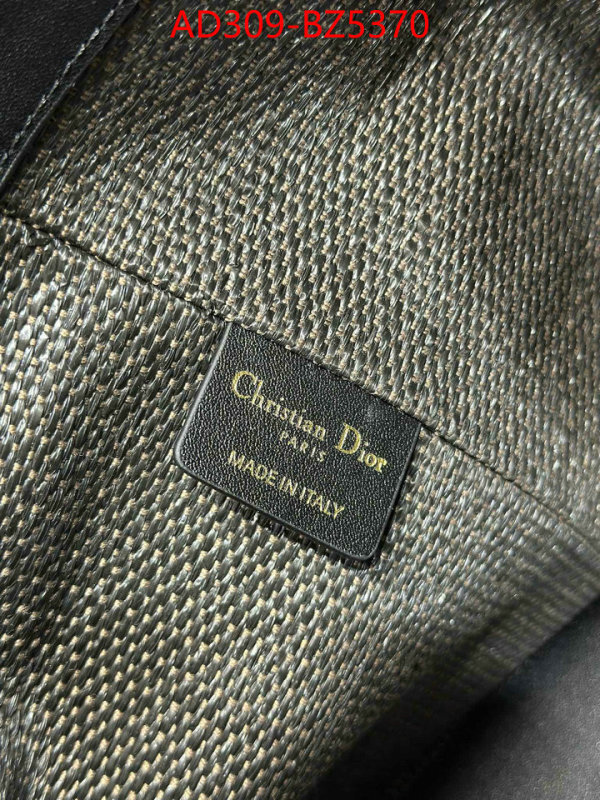 AD309-BZ5370
Christian Dior
PARIS
MADE IN ITALY